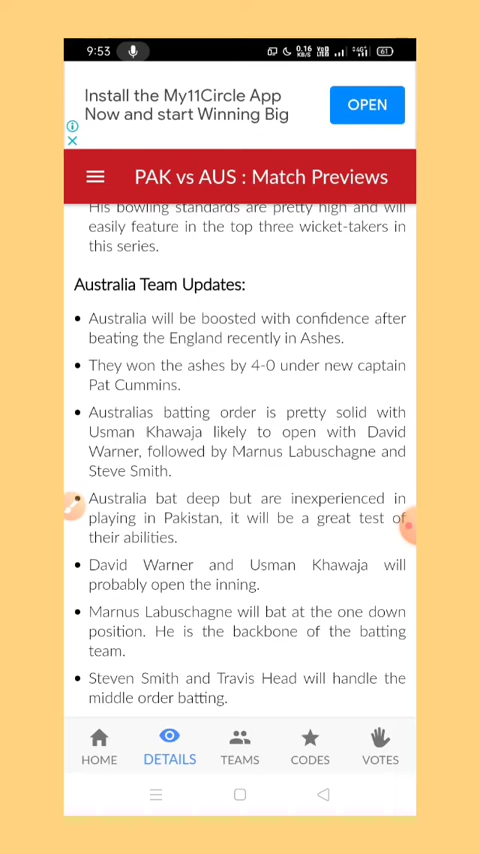 9:53
0.16
KB/S
Vo
LTE
4G
61
Install the My11Circle App
Now and start Winning Big
OPEN
PAK vs AUS : Match Previews
His bowling standards are pretty high and will
easily feature in the top three wicket-takers in
this series.
Australia Team Updates:
• Australia will be boosted with confidence after
beating the England recently in Ashes.
• They won the ashes by 4-0 under new captain
Pat Cummins.
• Australias batting order is pretty solid with
Usman Khawaja likely to open with David
Warner, followed by Marnus Labuschagne and
Steve Smith.
• Australia bat deep but are inexperienced in
playing in Pakistan, it will be a great test of
their abilities.
• David Warner and Usman Khawaja will
probably open the inning.
• Marnus Labuschagne will bat at the one down
position. He is the backbone of the batting
team.
• Steven Smith and Travis Head will handle the
middle order batting.
HOME DETAILS TEAMS CODES VOTES